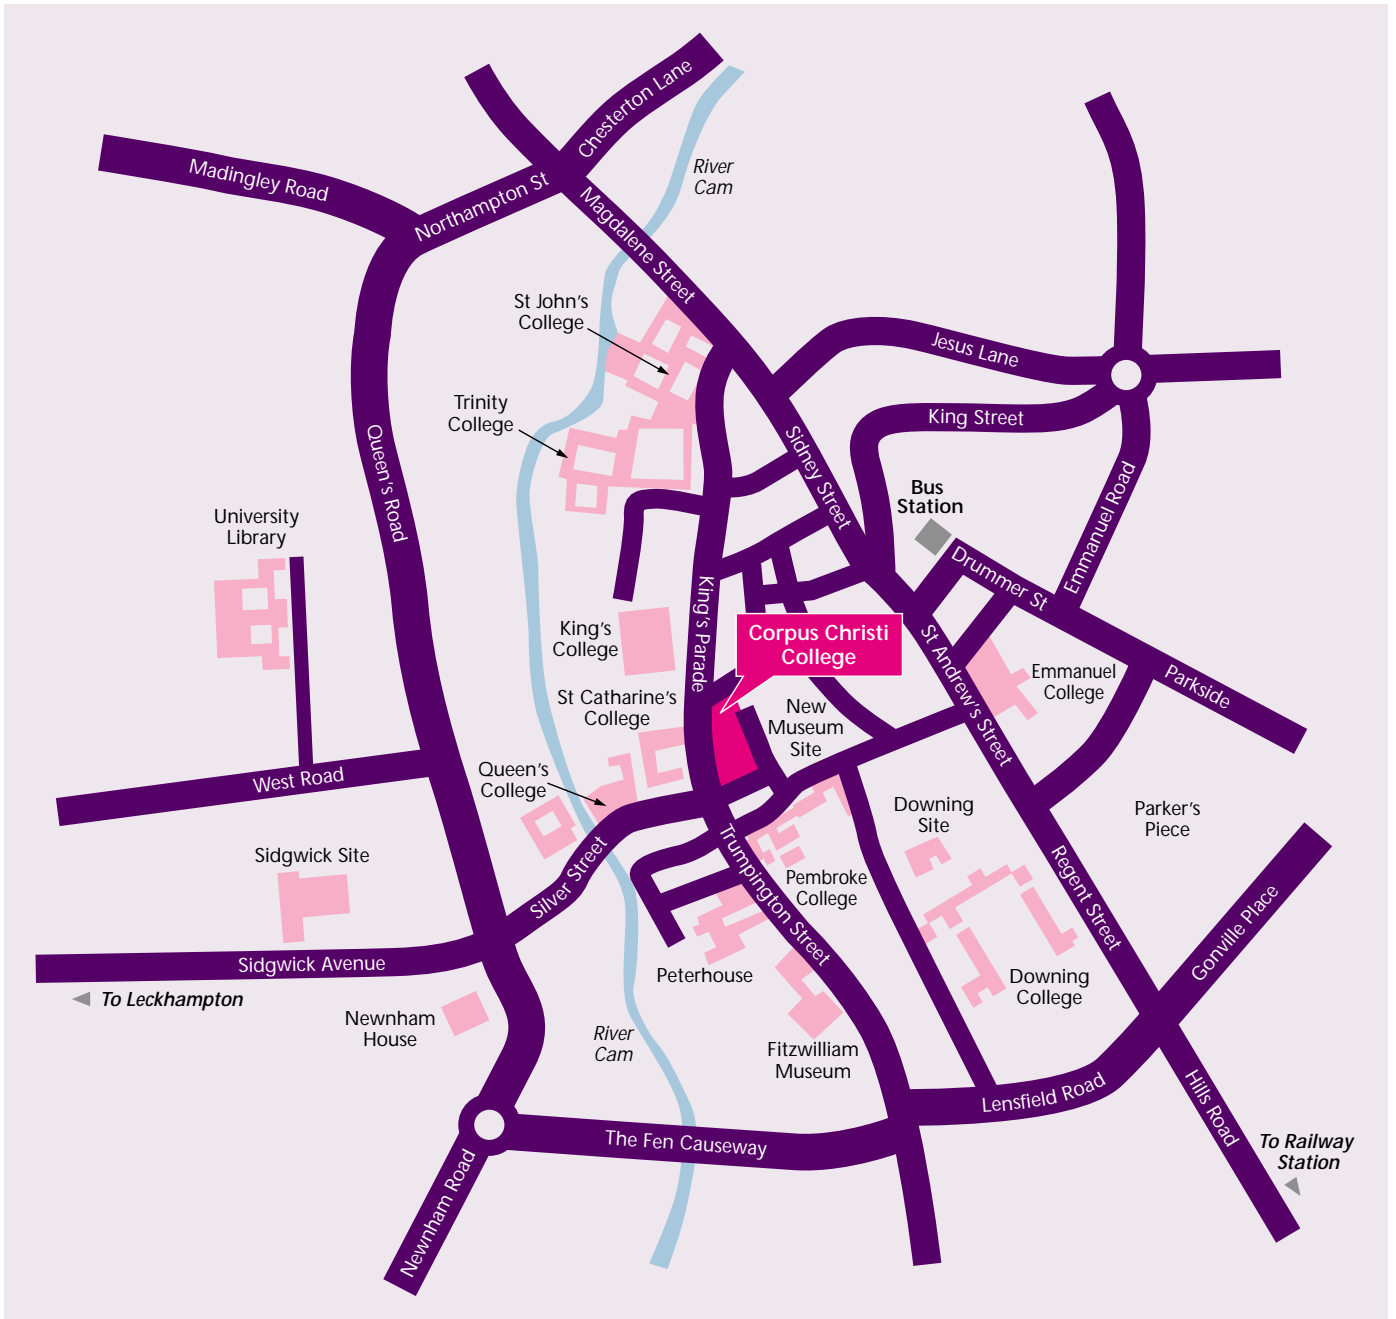 Chesterton Lane
River
Cam
Madingley Road
Northampton St
Magdalene Street
St John's
College
Jesus Lane
Trinity
College
King Street
Queen's Road
Sidney Street
Bus
Station
Emmanuel Road
University
Library
Drummer St
King's
College
King's Parade
Corpus Christi
College
St Andrew's Street
Emmanuel
College
Parkside
St Catharine's
College
New
Museum
Site
West Road
Queen's
College
Downing
Site
Parker's
Piece
Sidgwick Site
Silver Street
Trumpington Street
Pembroke
College
Regent Street
Gonville Place
Sidgwick Avenue
To Leckhampton
Peterhouse
Downing
College
Newnham
House
River
Cam
Fitzwilliam
Museum
Lensfield Road
Hills Road
To Railway
Station
The Fen Causeway
Newnham Road